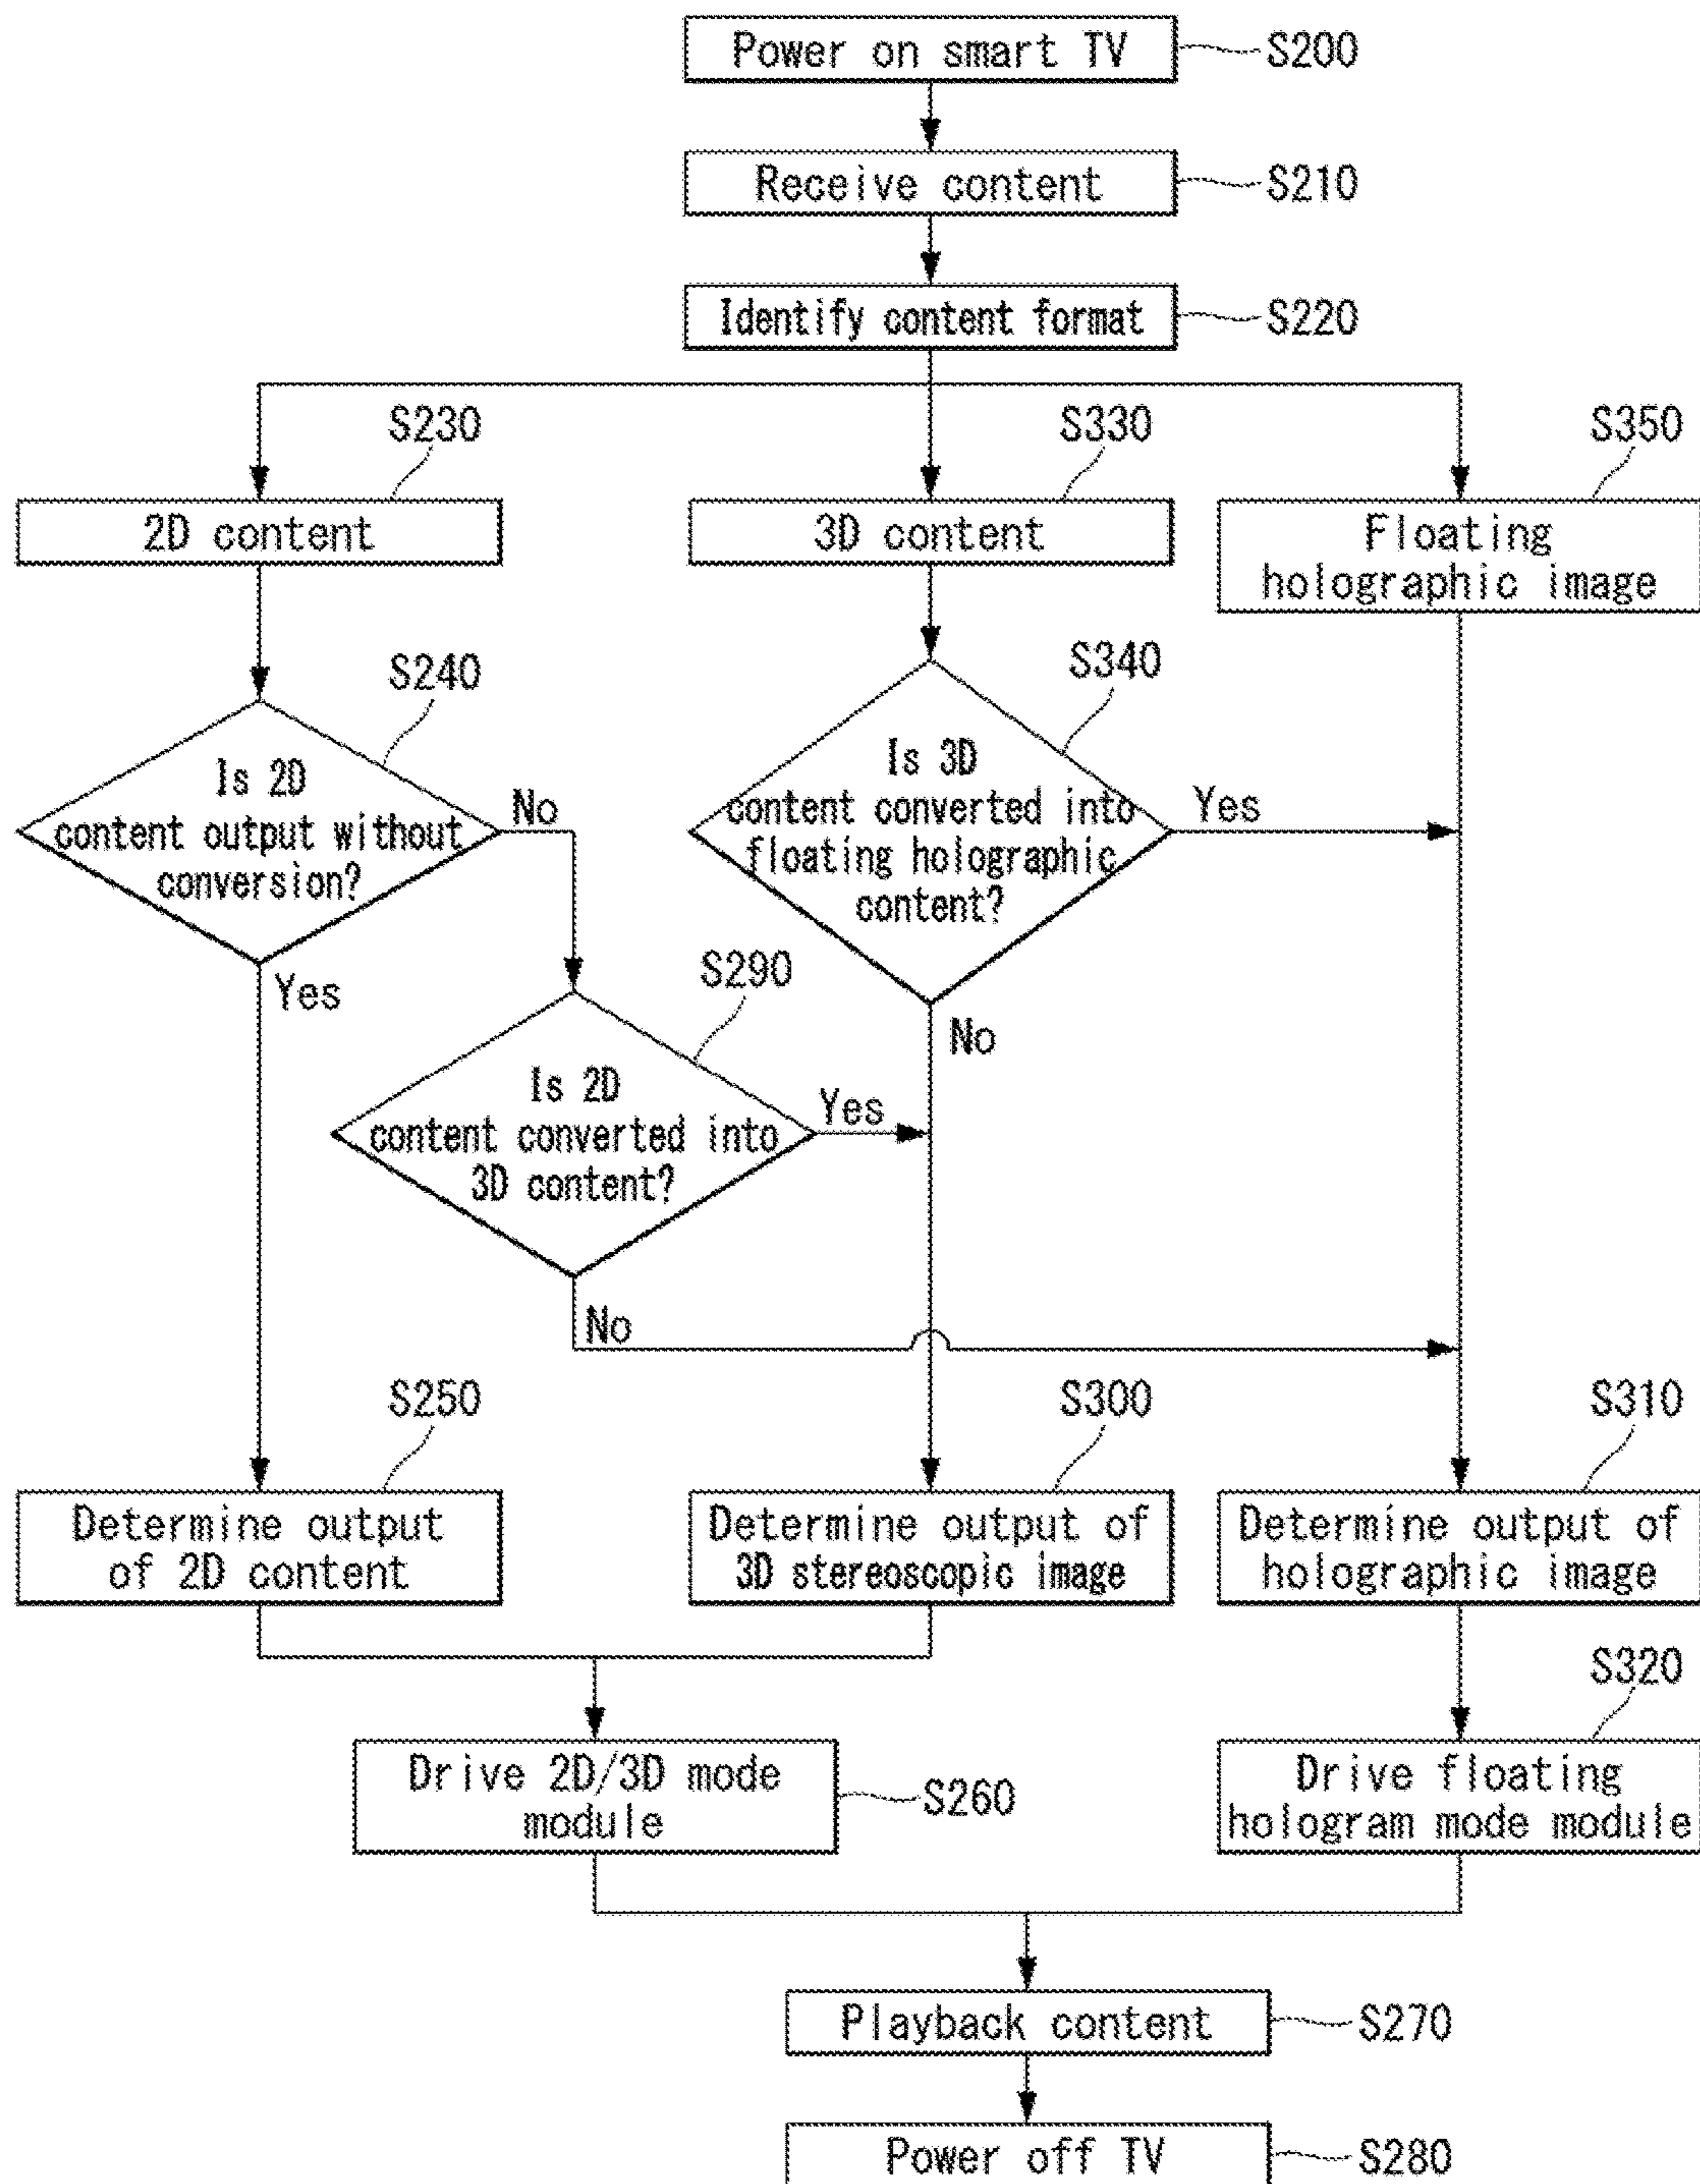 Power on smart TV
S200
Receive content
S210
Identify content format
S220
S230
S330
S350
2D content
3D content
Floating
holographic image
S240
S340
Is 2D
content output without
conversion?
No
Yes
Is 3D
content converted into
floating holographic
content?
Yes
No
S290
Is 2D
content converted into
3D content?
Yes
No
S250
S300
S310
Determine output
of 2D content
Determine output of
3D stereoscopic image
Determine output of
holographic image
S320
Drive 2D/3D mode
module
S260
Drive floating
hologram mode module
Playback content
S270
Power off TV
S280